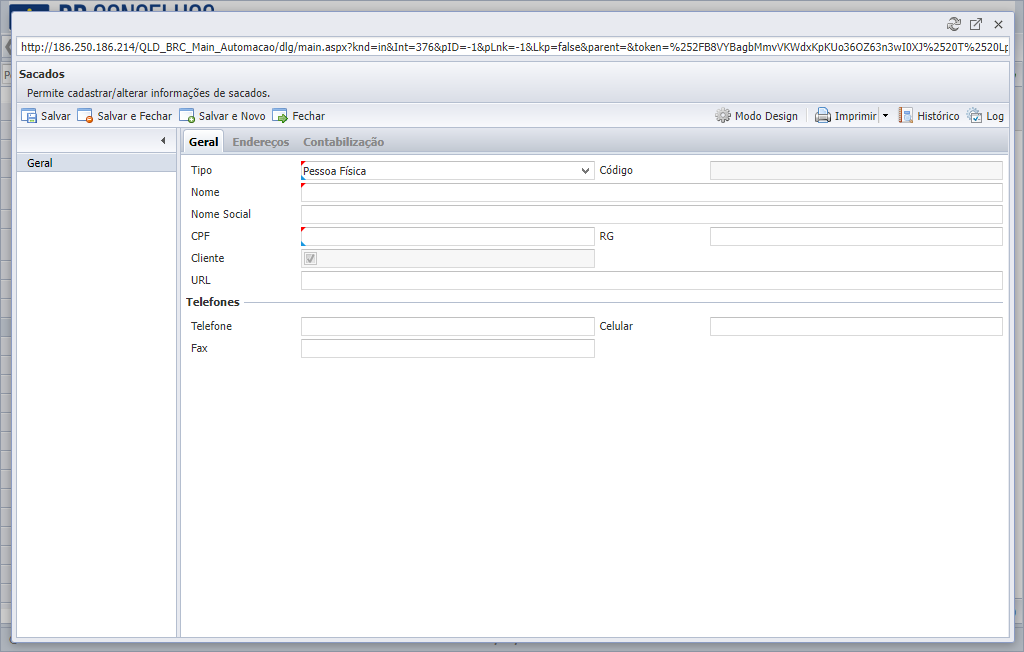 http://186.250.186.214/QLD_BRC_Main_Automacao/dlg/main.aspx?knd=in&Int=376&pID=-1&pLnk=-1&Lkp=false&parent=&token=%252FB8VYBagbMmvVKWdxKpKUo36OZ63n3wI0XJ%2520T%2520Lp
Sacados
Permite cadastrar/alterar informações de sacados.
Salvar Salvar e Fechar Salvar e Novo Fechar Modo Design Imprimir Histórico Log
Geral
Geral Endereços Contabilização
Tipo Pessoa Física Código
Nome
Nome Social
CPF RG
Cliente
URL
Telefones
Telefone Celular
Fax